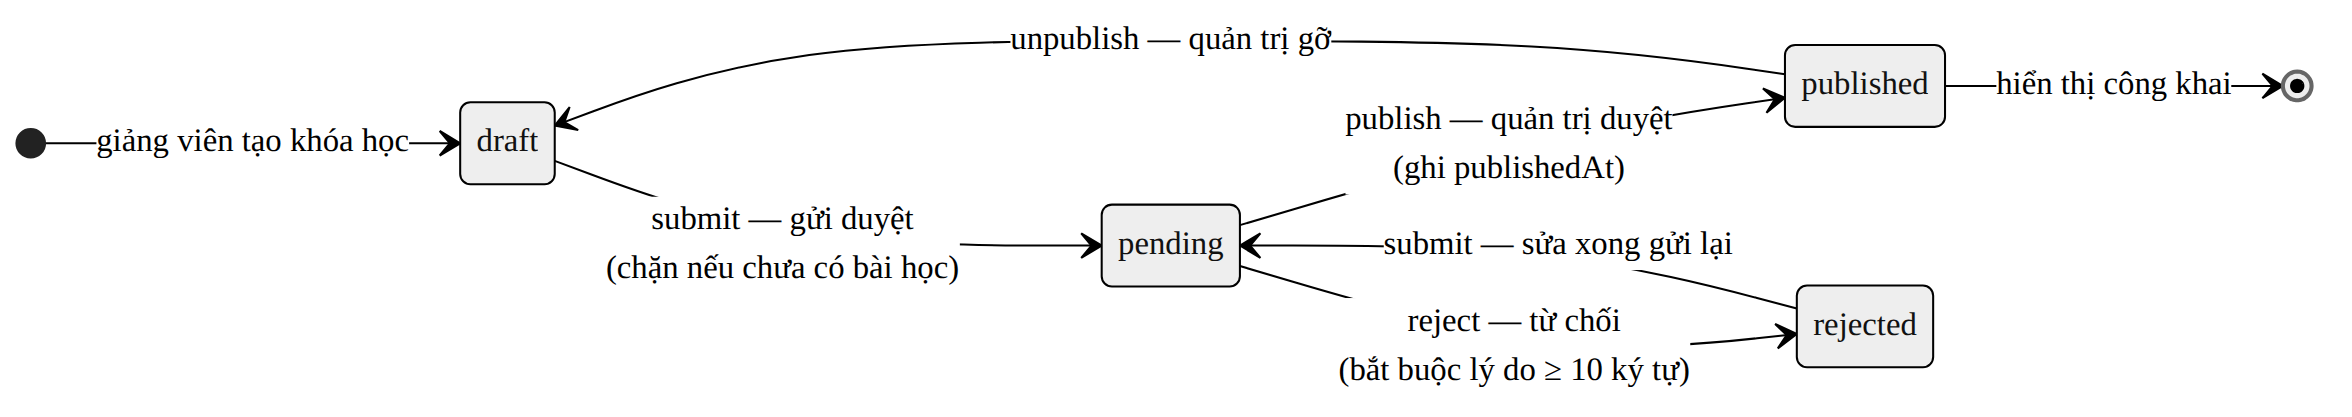 unpublish — quản trị gỡ
published
hiển thị công khai
publish — quản trị duyệt
(ghi publishedAt)
giảng viên tạo khóa học
draft
submit — gửi duyệt
(chặn nếu chưa có bài học)
pending
submit — sửa xong gửi lại
reject — từ chối
(bắt buộc lý do ≥ 10 ký tự)
rejected